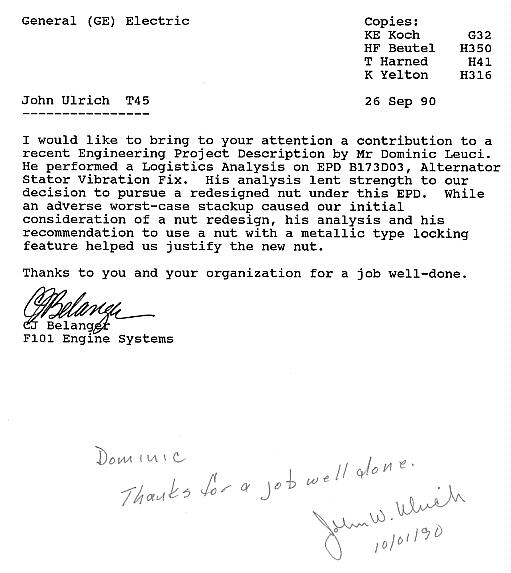 General (GE) Electric
Copies:
KE Koch G32
HF Beutel H350
T Harned H41
K Yelton H316
John Ulrich T45
26 Sep 90
----------------
I would like to bring to your attention a contribution to a
recent Engineering Project Description by Mr Dominic Leuci.
He performed a Logistics Analysis on EPD B173D03, Alternator
Stator Vibration Fix. His analysis lent strength to our
decision to pursue a redesigned nut under this EPD. While
an adverse worst-case stackup caused our initial
consideration of a nut redesign, his analysis and his
recommendation to use a nut with a metallic type locking
feature helped us justify the new nut.
Thanks to you and your organization for a job well-done.
CJ Belanger
CJ Belanger
F101 Engine Systems
Dominic
Thanks for a job well done.
John W. Ulrich
10/01/90